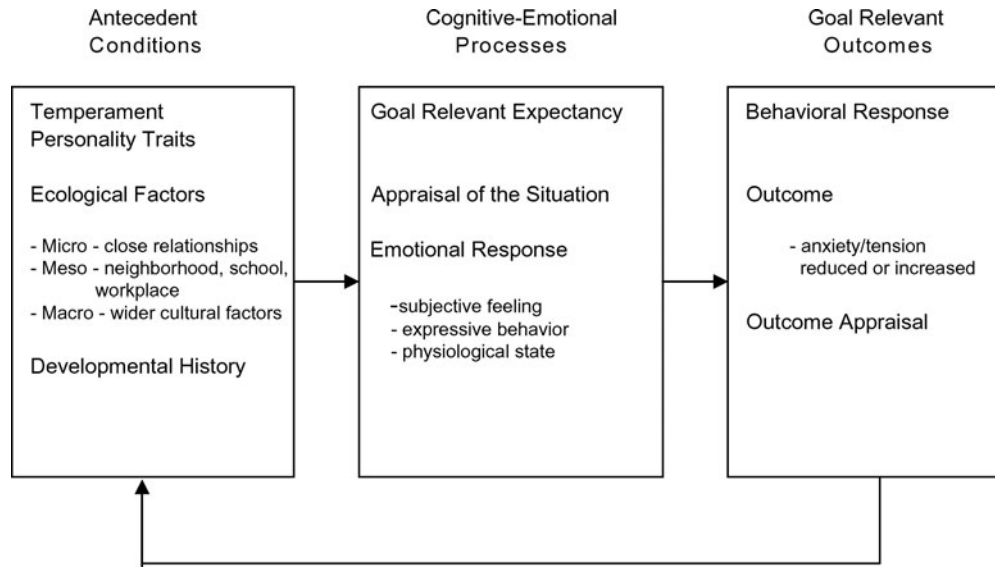 Antecedent
Conditions
Temperament
Personality Traits
Ecological Factors
- Micro - close relationships
- Meso - neighborhood, school,
workplace
- Macro - wider cultural factors
Developmental History
Cognitive-Emotional
Processes
Goal Relevant Expectancy
Appraisal of the Situation
Emotional Response
-subjective feeling
- expressive behavior
- physiological state
Goal Relevant
Outcomes
Behavioral Response
Outcome
- anxiety/tension
reduced or increased
Outcome Appraisal